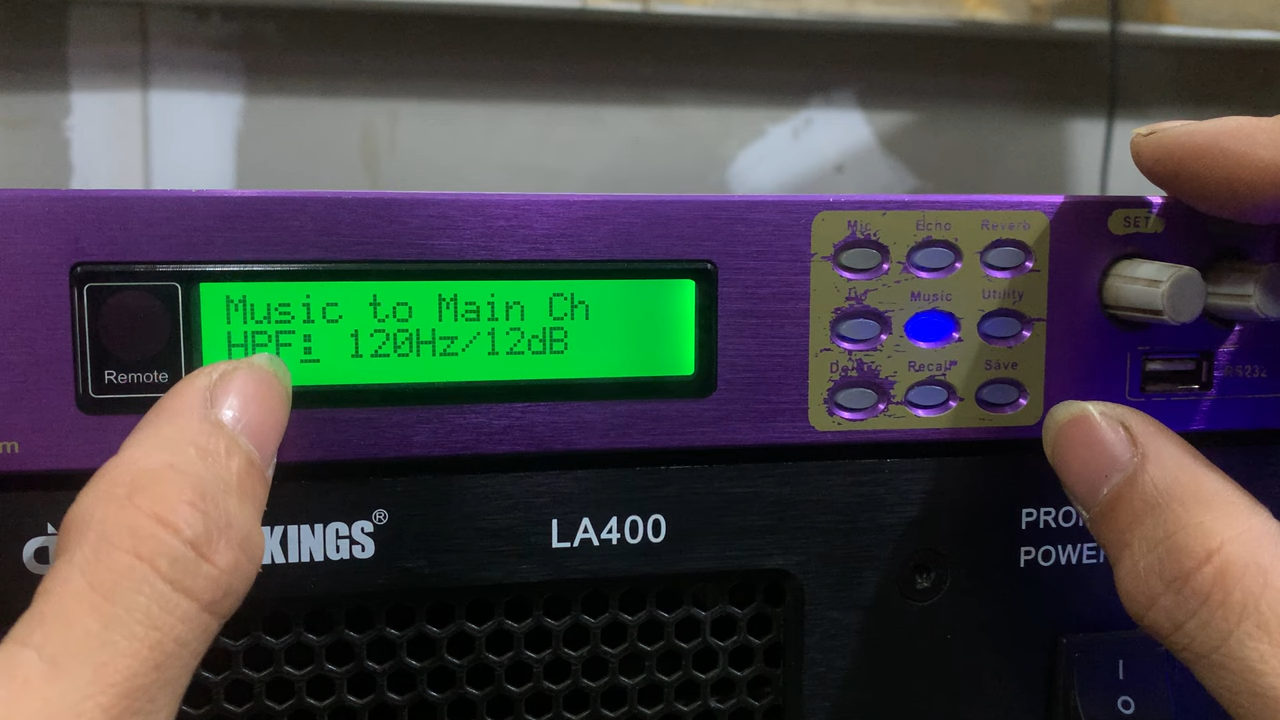 Music to Main Ch
HPF: 120Hz/12dB
Remote
m
Mic Echo Reverb
Music Utility
Recall Save
SET
RS232
KINGS®
LA400
POWE
I
O